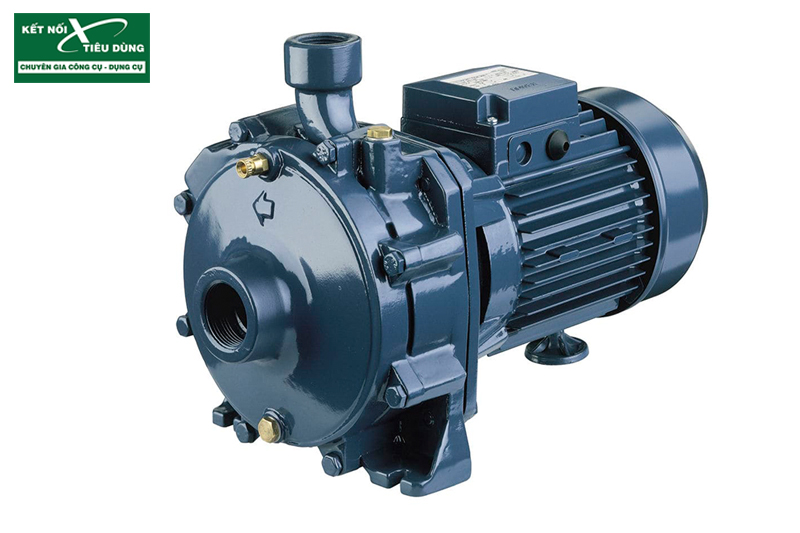 KẾT NỐI
TIÊU DÙNG
CHUYÊN GIA CÔNG CỤ - DỤNG CỤ